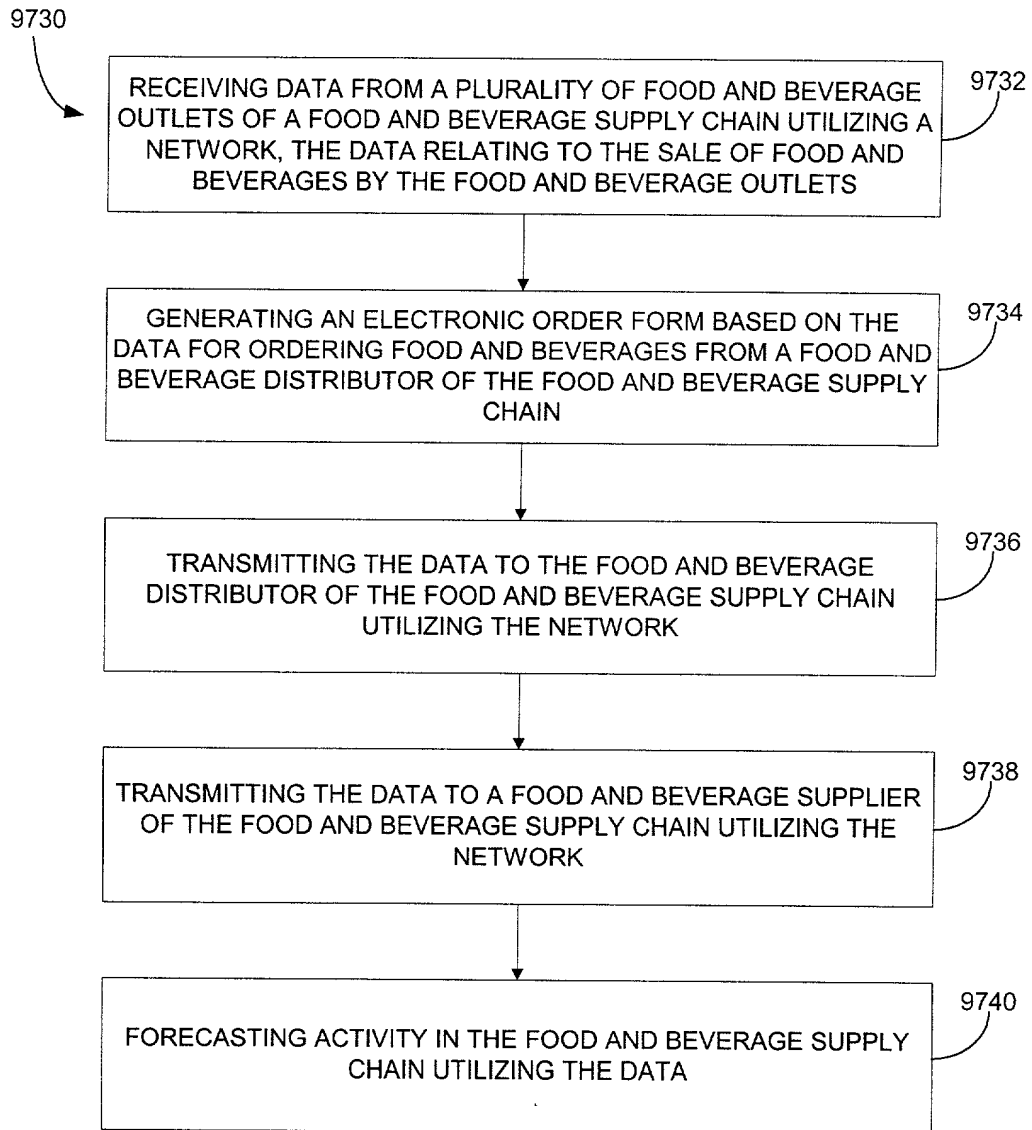 9730
RECEIVING DATA FROM A PLURALITY OF FOOD AND BEVERAGE
OUTLETS OF A FOOD AND BEVERAGE SUPPLY CHAIN UTILIZING A
NETWORK, THE DATA RELATING TO THE SALE OF FOOD AND
BEVERAGES BY THE FOOD AND BEVERAGE OUTLETS
9732
GENERATING AN ELECTRONIC ORDER FORM BASED ON THE
DATA FOR ORDERING FOOD AND BEVERAGES FROM A FOOD AND
BEVERAGE DISTRIBUTOR OF THE FOOD AND BEVERAGE SUPPLY
CHAIN
9734
TRANSMITTING THE DATA TO THE FOOD AND BEVERAGE
DISTRIBUTOR OF THE FOOD AND BEVERAGE SUPPLY CHAIN
UTILIZING THE NETWORK
9736
TRANSMITTING THE DATA TO A FOOD AND BEVERAGE SUPPLIER
OF THE FOOD AND BEVERAGE SUPPLY CHAIN UTILIZING THE
NETWORK
9738
FORECASTING ACTIVITY IN THE FOOD AND BEVERAGE SUPPLY
CHAIN UTILIZING THE DATA
9740